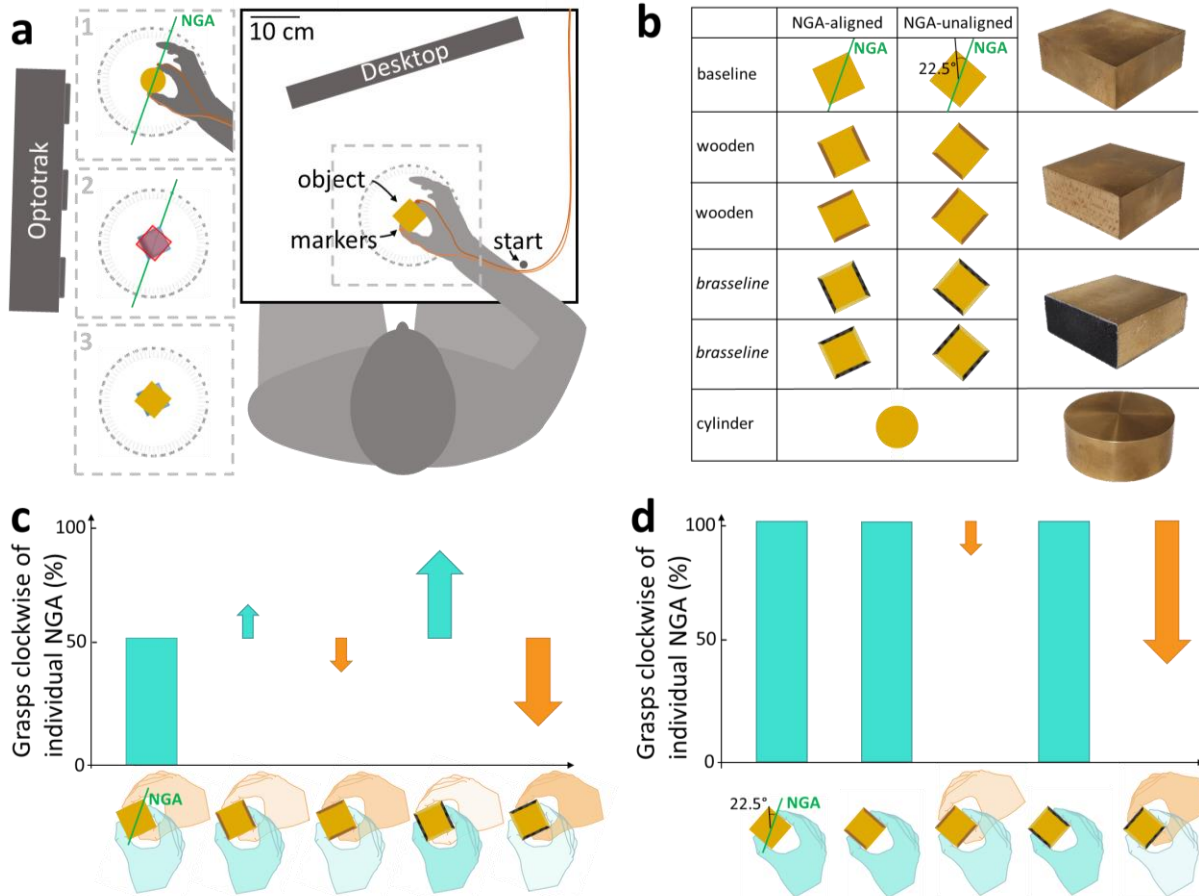 a
1
NGA
10 cm
Desktop
Optotrak
2
object
markers
start
3
b
NGA-aligned
NGA-unaligned
baseline
NGA
22.5°
NGA
wooden
wooden
brasseline
brasseline
cylinder
c
Grasps clockwise of
individual NGA (%)
100
50
0
NGA
d
Grasps clockwise of
individual NGA (%)
100
50
0
22.5°
NGA